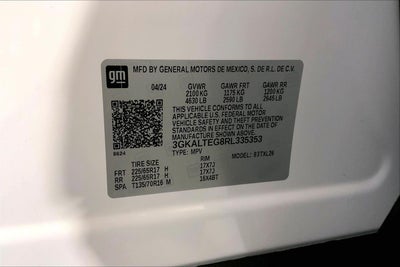 gm
MFD BY GENERAL MOTORS DE MEXICO, S. DE R.L. DE C.V.
04/24 GVWR GAWR FRT GAWR RR
2100 KG 1175 KG 1200 KG
4630 LB 2590 LB 2645 LB
THIS VEHICLE CONFORMS TO ALL
APPLICABLE U.S. FEDERAL MOTOR
VEHICLE SAFETY AND THEFT PREVENTION
STANDARDS IN EFFECT ON THE DATE OF
MANUFACTURE SHOWN ABOVE.
3GKALTEG8RL335353
8624 TYPE: MPV MODEL:
TIRE SIZE RIM
FRT 225/65R17 H 17X7J
RR 225/65R17 H 17X7J
SPA T135/70R16 M 16X4BT